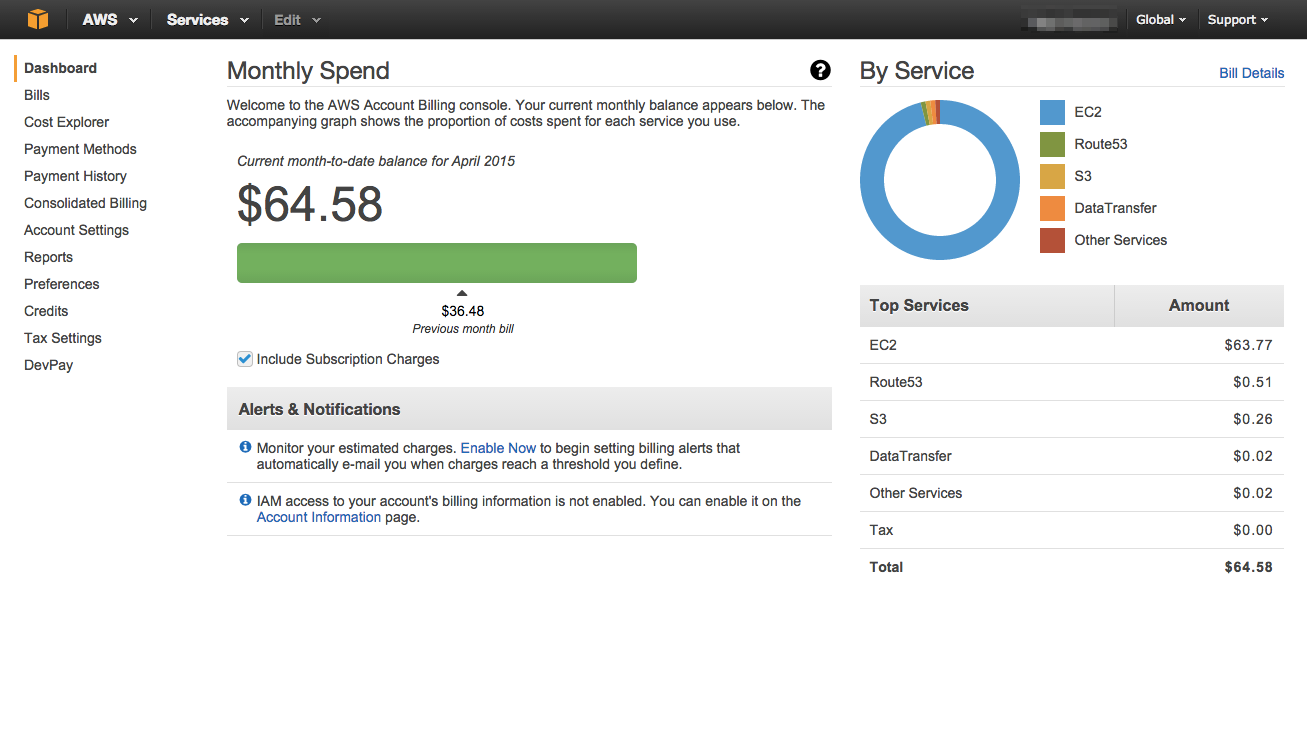 AWS Services Edit Global Support
Dashboard
Bills
Cost Explorer
Payment Methods
Payment History
Consolidated Billing
Account Settings
Reports
Preferences
Credits
Tax Settings
DevPay
Monthly Spend ?
Welcome to the AWS Account Billing console. Your current monthly balance appears below. The
accompanying graph shows the proportion of costs spent for each service you use.
Current month-to-date balance for April 2015
$64.58
$36.48
Previous month bill
Include Subscription Charges
Alerts & Notifications
Monitor your estimated charges. Enable Now to begin setting billing alerts that
automatically e-mail you when charges reach a threshold you define.
IAM access to your account's billing information is not enabled. You can enable it on the
Account Information page.
By Service Bill Details
EC2
Route53
S3
DataTransfer
Other Services
Top Services Amount
EC2 $63.77
Route53 $0.51
S3 $0.26
DataTransfer $0.02
Other Services $0.02
Tax $0.00
Total $64.58